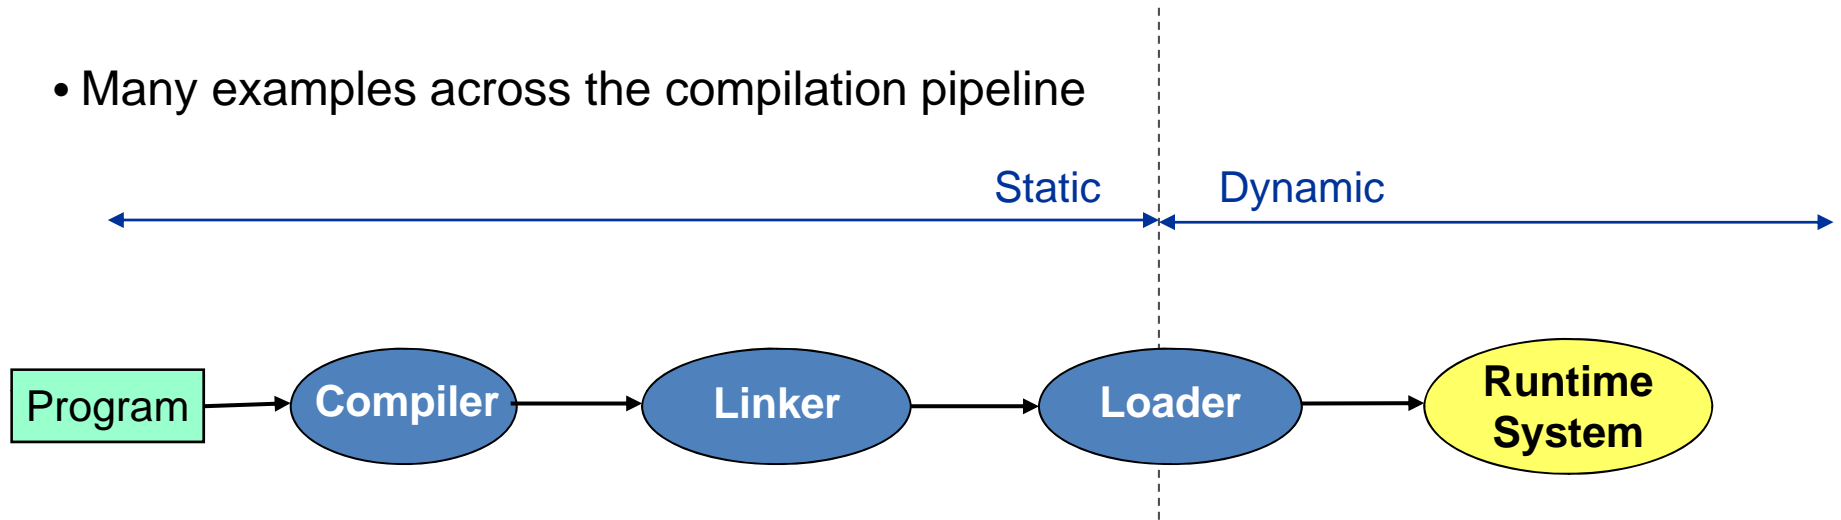 • Many examples across the compilation pipeline
Static
Dynamic
Program
Compiler
Linker
Loader
Runtime
System